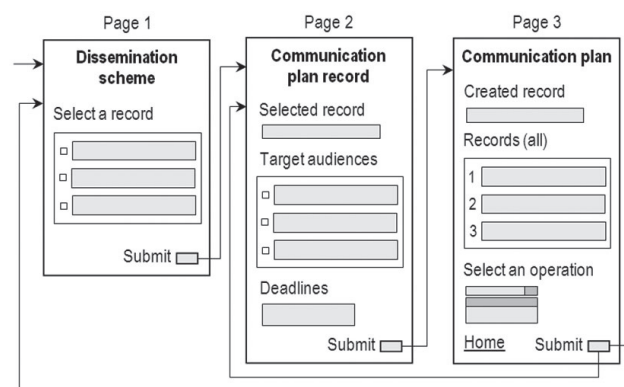 Page 1
Dissemination
scheme
Select a record
Submit
Page 2
Communication
plan record
Selected record
Target audiences
Deadlines
Submit
Page 3
Communication plan
Created record
Records (all)
1
2
3
Select an operation
Home Submit